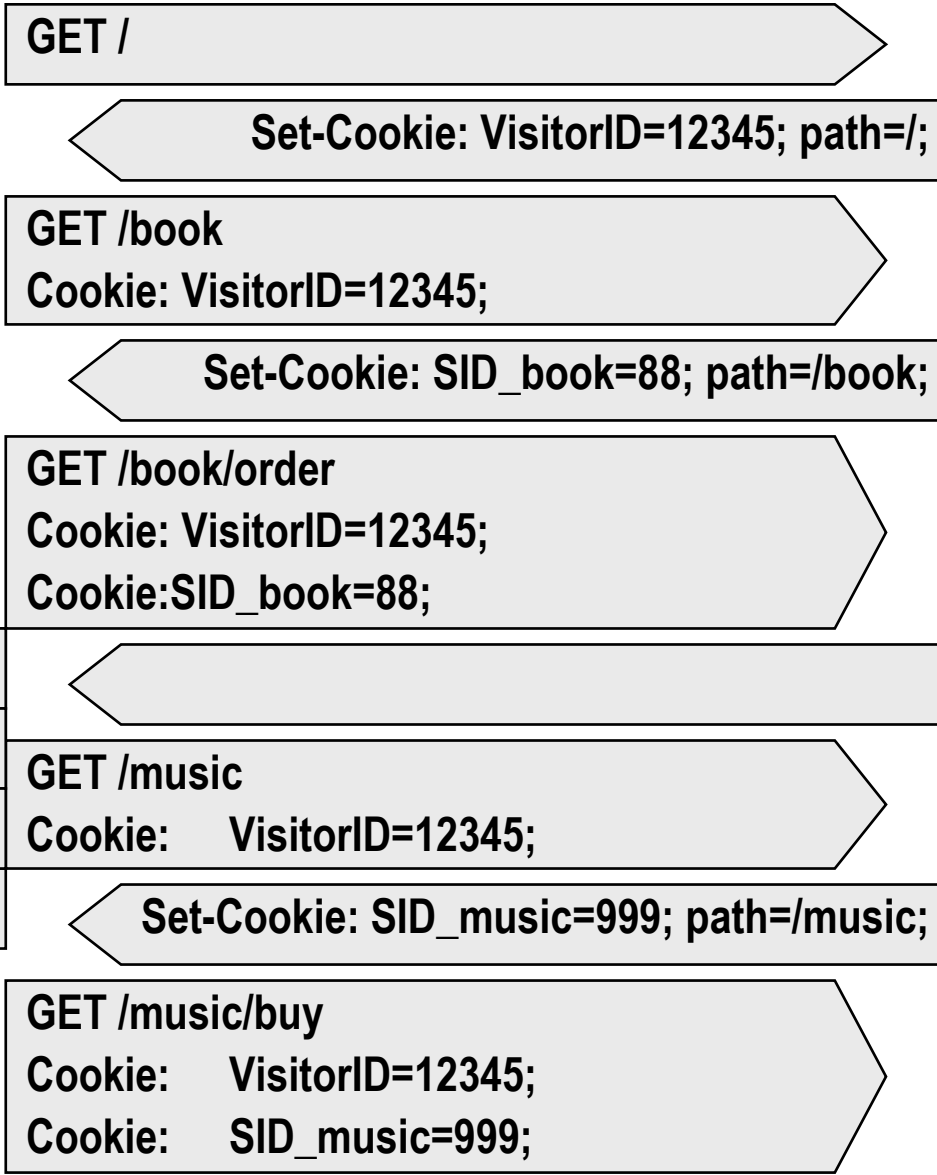 GET /
Set-Cookie: VisitorID=12345; path=/;
GET /book
Cookie: VisitorID=12345;
Set-Cookie: SID_book=88; path=/book;
GET /book/order
Cookie: VisitorID=12345;
Cookie:SID_book=88;
GET /music
Cookie: VisitorID=12345;
Set-Cookie: SID_music=999; path=/music;
GET /music/buy
Cookie: VisitorID=12345;
Cookie: SID_music=999;